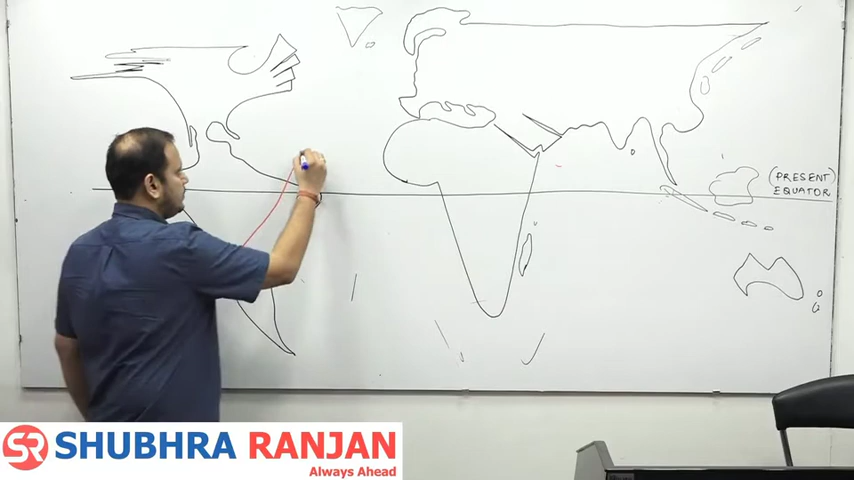 (PRESENT)
EQUATOR
SR SHUBHRA RANJAN
Always Ahead